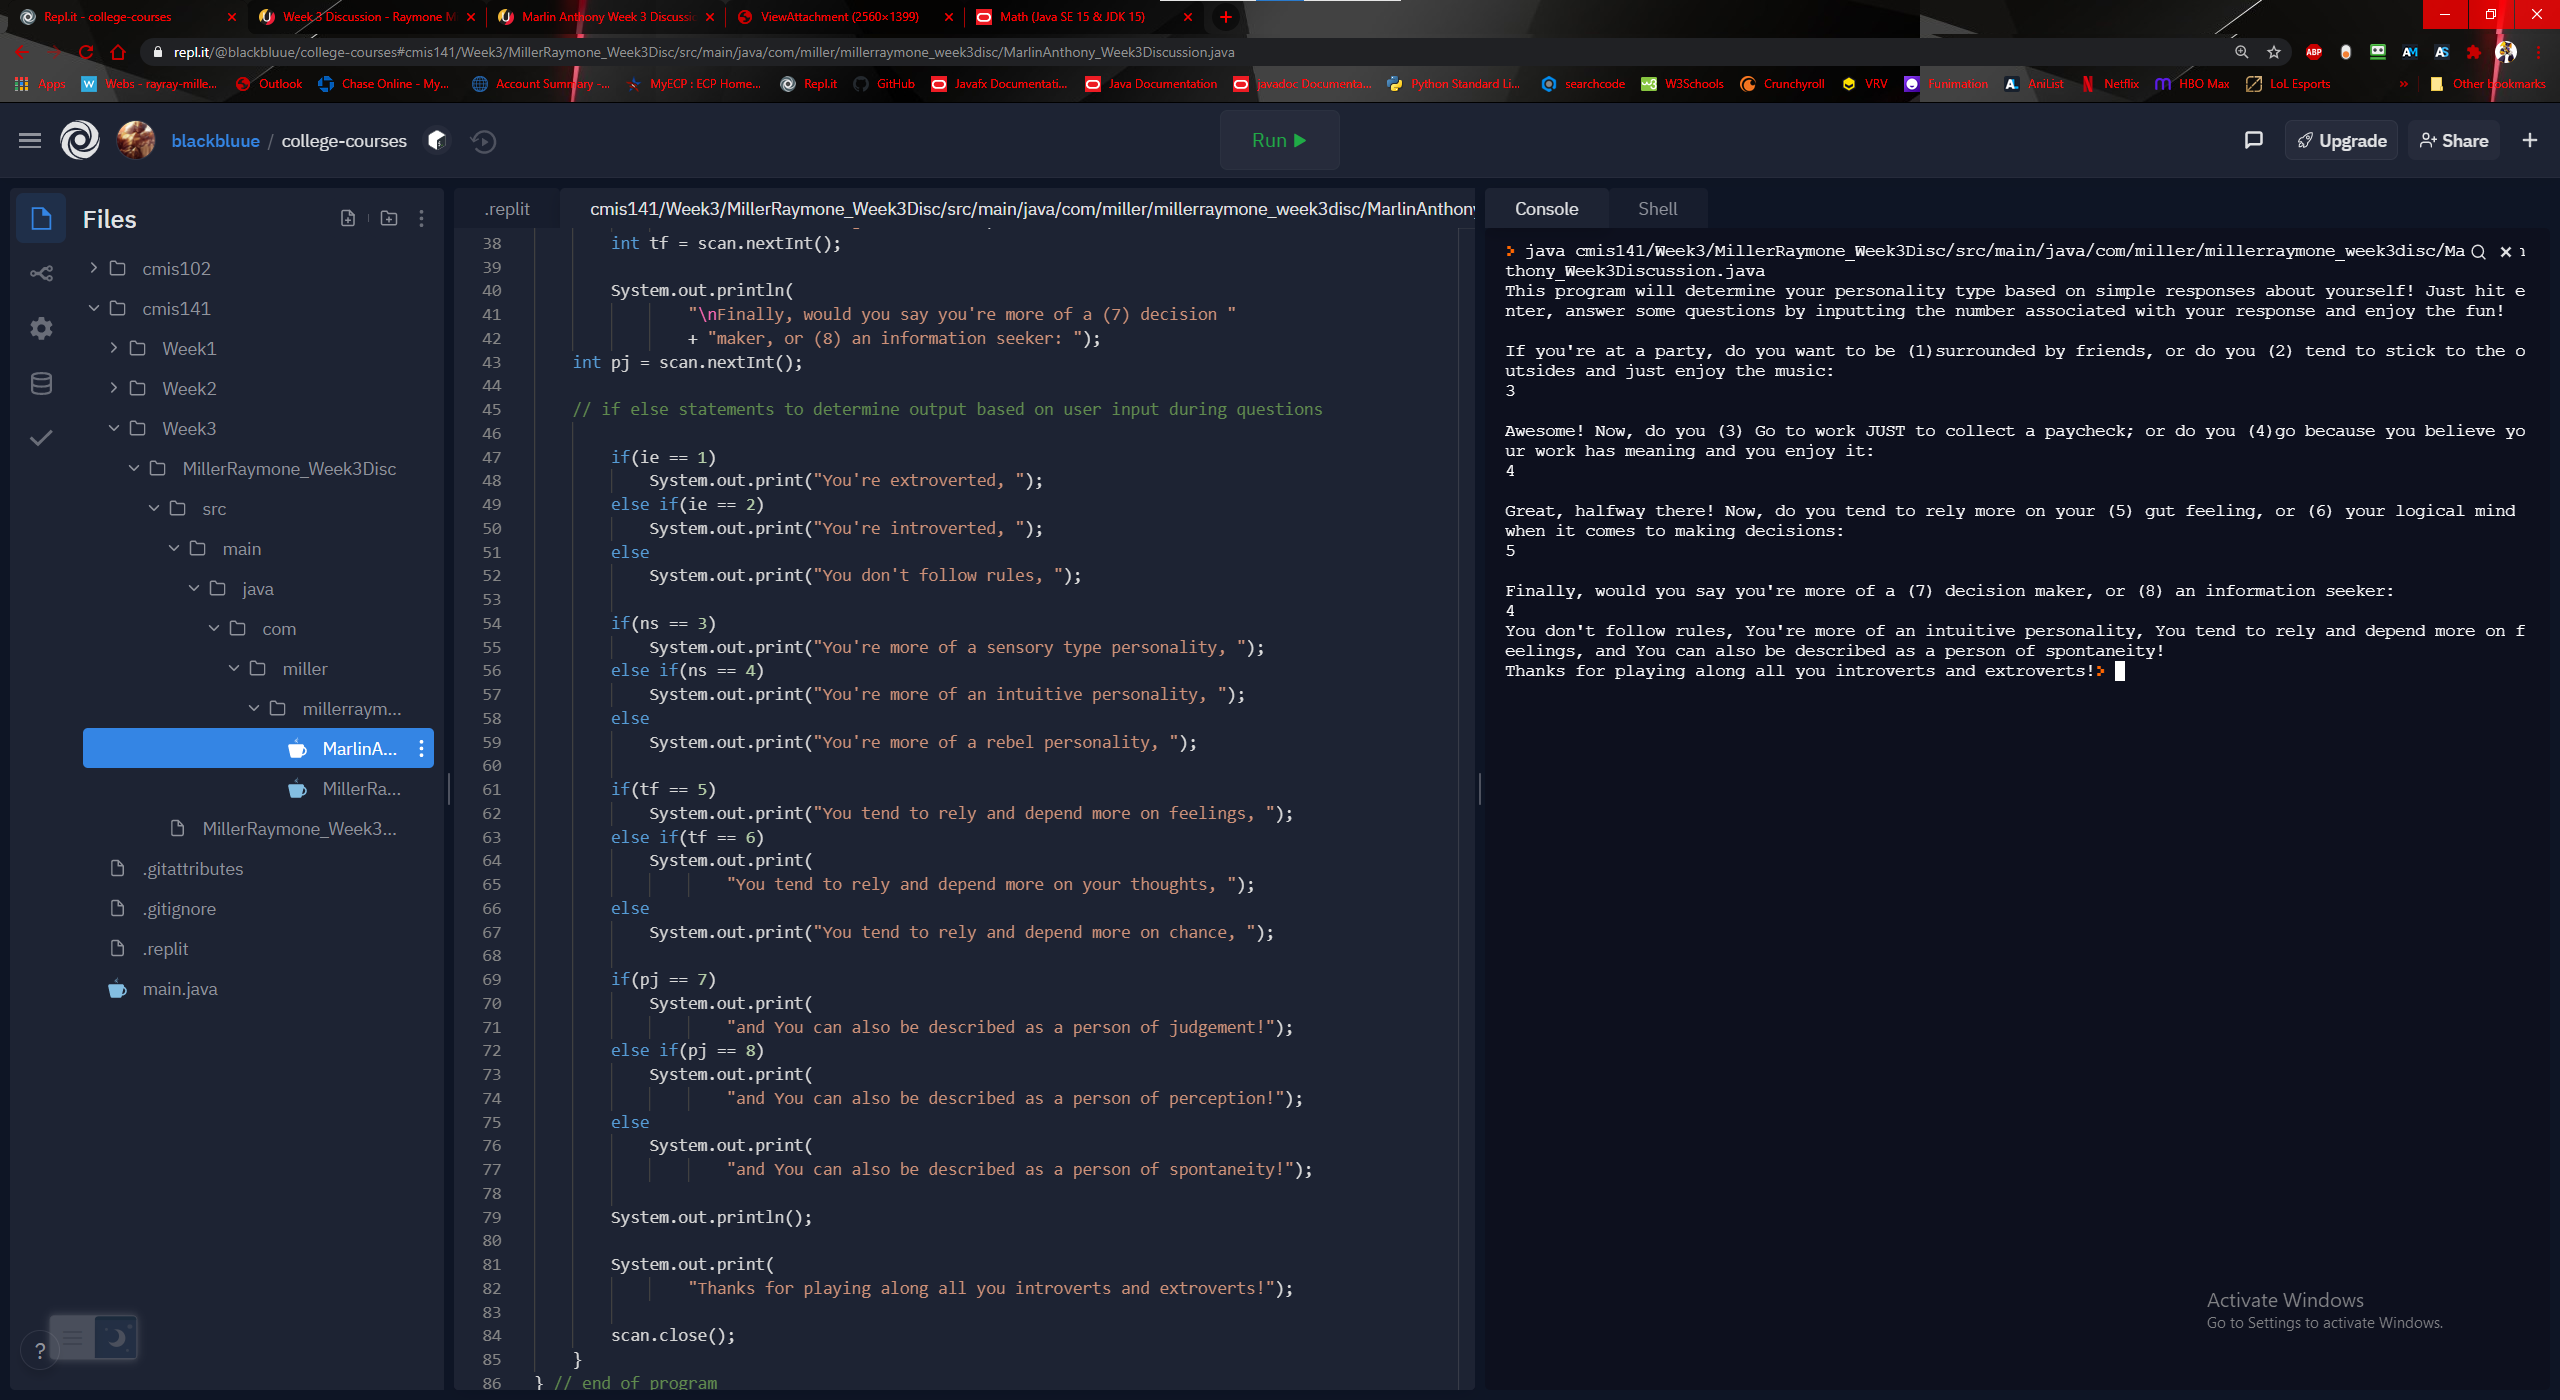 Repl.it - college-courses
Week 3 Discussion - Raymone M
Marlin Anthony Week 3 Discussi
ViewAttachment (2560×1399)
Math (Java SE 15 & JDK 15)
repl.it/@blackbluue/college-courses#cmis141/Week3/MillerRaymone_Week3Disc/src/main/java/com/miller/millerraymone_week3disc/MarlinAnthony_Week3Discussion.java
Apps
Webs - rayray-mille...
Outlook
Chase Online - My...
Account Summary -...
MyECP : ECP Home...
Repl.it
GitHub
Javafx Documentati...
Java Documentation
javadoc Documenta...
Python Standard Li...
searchcode
W3Schools
Crunchyroll
VRV
Funimation
AniList
Netflix
HBO Max
LoL Esports
»
Other bookmarks
blackbluue / college-courses
Run
Upgrade
Share
Files
cmis102
cmis141
Week1
Week2
Week3
MillerRaymone_Week3Disc
src
main
java
com
miller
millerraym...
MarlinA...
MillerRa...
MillerRaymone_Week3...
.gitattributes
.gitignore
.replit
main.java
?
.replit
cmis141/Week3/MillerRaymone_Week3Disc/src/main/java/com/miller/millerraymone_week3disc/MarlinAnthony
38 int tf = scan.nextInt();
39
40 System.out.println(
41 "\nFinally, would you say you're more of a (7) decision "
42 + "maker, or (8) an information seeker: ");
43 int pj = scan.nextInt();
44
45 // if else statements to determine output based on user input during questions
46
47 if(ie == 1)
48 System.out.print("You're extroverted, ");
49 else if(ie == 2)
50 System.out.print("You're introverted, ");
51 else
52 System.out.print("You don't follow rules, ");
53
54 if(ns == 3)
55 System.out.print("You're more of a sensory type personality, ");
56 else if(ns == 4)
57 System.out.print("You're more of an intuitive personality, ");
58 else
59 System.out.print("You're more of a rebel personality, ");
60
61 if(tf == 5)
62 System.out.print("You tend to rely and depend more on feelings, ");
63 else if(tf == 6)
64 System.out.print(
65 "You tend to rely and depend more on your thoughts, ");
66 else
67 System.out.print("You tend to rely and depend more on chance, ");
68
69 if(pj == 7)
70 System.out.print(
71 "and You can also be described as a person of judgement!");
72 else if(pj == 8)
73 System.out.print(
74 "and You can also be described as a person of perception!");
75 else
76 System.out.print(
77 "and You can also be described as a person of spontaneity!");
78
79 System.out.println();
80
81 System.out.print(
82 "Thanks for playing along all you introverts and extroverts!");
83
84 scan.close();
85 }
86 } // end of program
Console
Shell
java cmis141/Week3/MillerRaymone_Week3Disc/src/main/java/com/miller/millerraymone_week3disc/Ma
thony_Week3Discussion.java
This program will determine your personality type based on simple responses about yourself! Just hit e
nter, answer some questions by inputting the number associated with your response and enjoy the fun!
If you're at a party, do you want to be (1)surrounded by friends, or do you (2) tend to stick to the o
utsides and just enjoy the music:
3
Awesome! Now, do you (3) Go to work JUST to collect a paycheck; or do you (4)go because you believe yo
ur work has meaning and you enjoy it:
4
Great, halfway there! Now, do you tend to rely more on your (5) gut feeling, or (6) your logical mind
when it comes to making decisions:
5
Finally, would you say you're more of a (7) decision maker, or (8) an information seeker:
4
You don't follow rules, You're more of an intuitive personality, You tend to rely and depend more on f
eelings, and You can also be described as a person of spontaneity!
Thanks for playing along all you introverts and extroverts!
Activate Windows
Go to Settings to activate Windows.